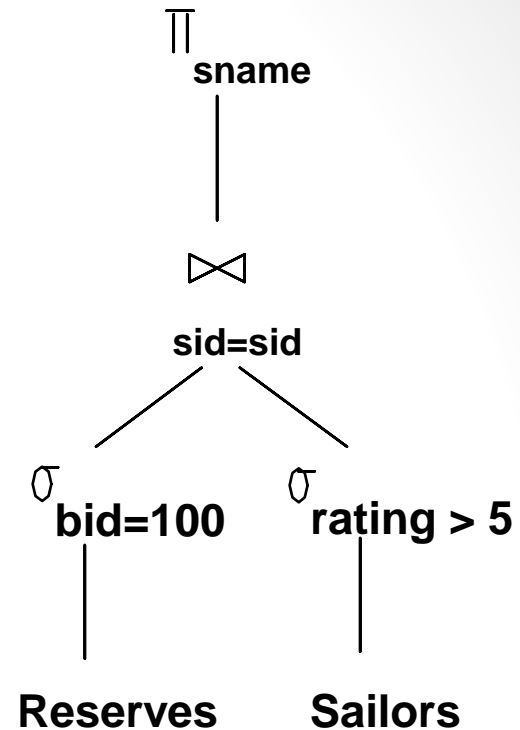 π
sname
⋈
sid=sid
σ bid=100
σ rating > 5
Reserves
Sailors